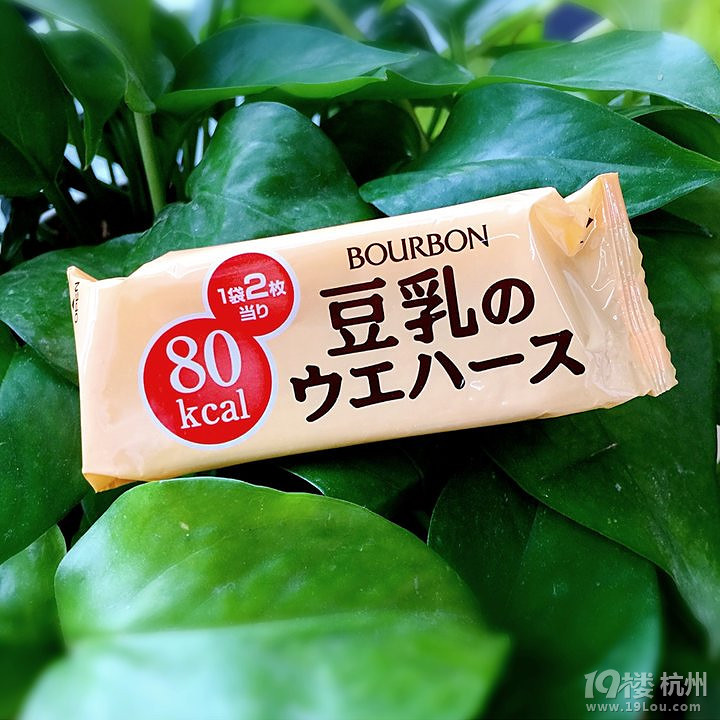 BOURBON
豆乳の
ウエハース
1袋2枚
当り
80
kcal
19楼 杭州
www.19Lou.com